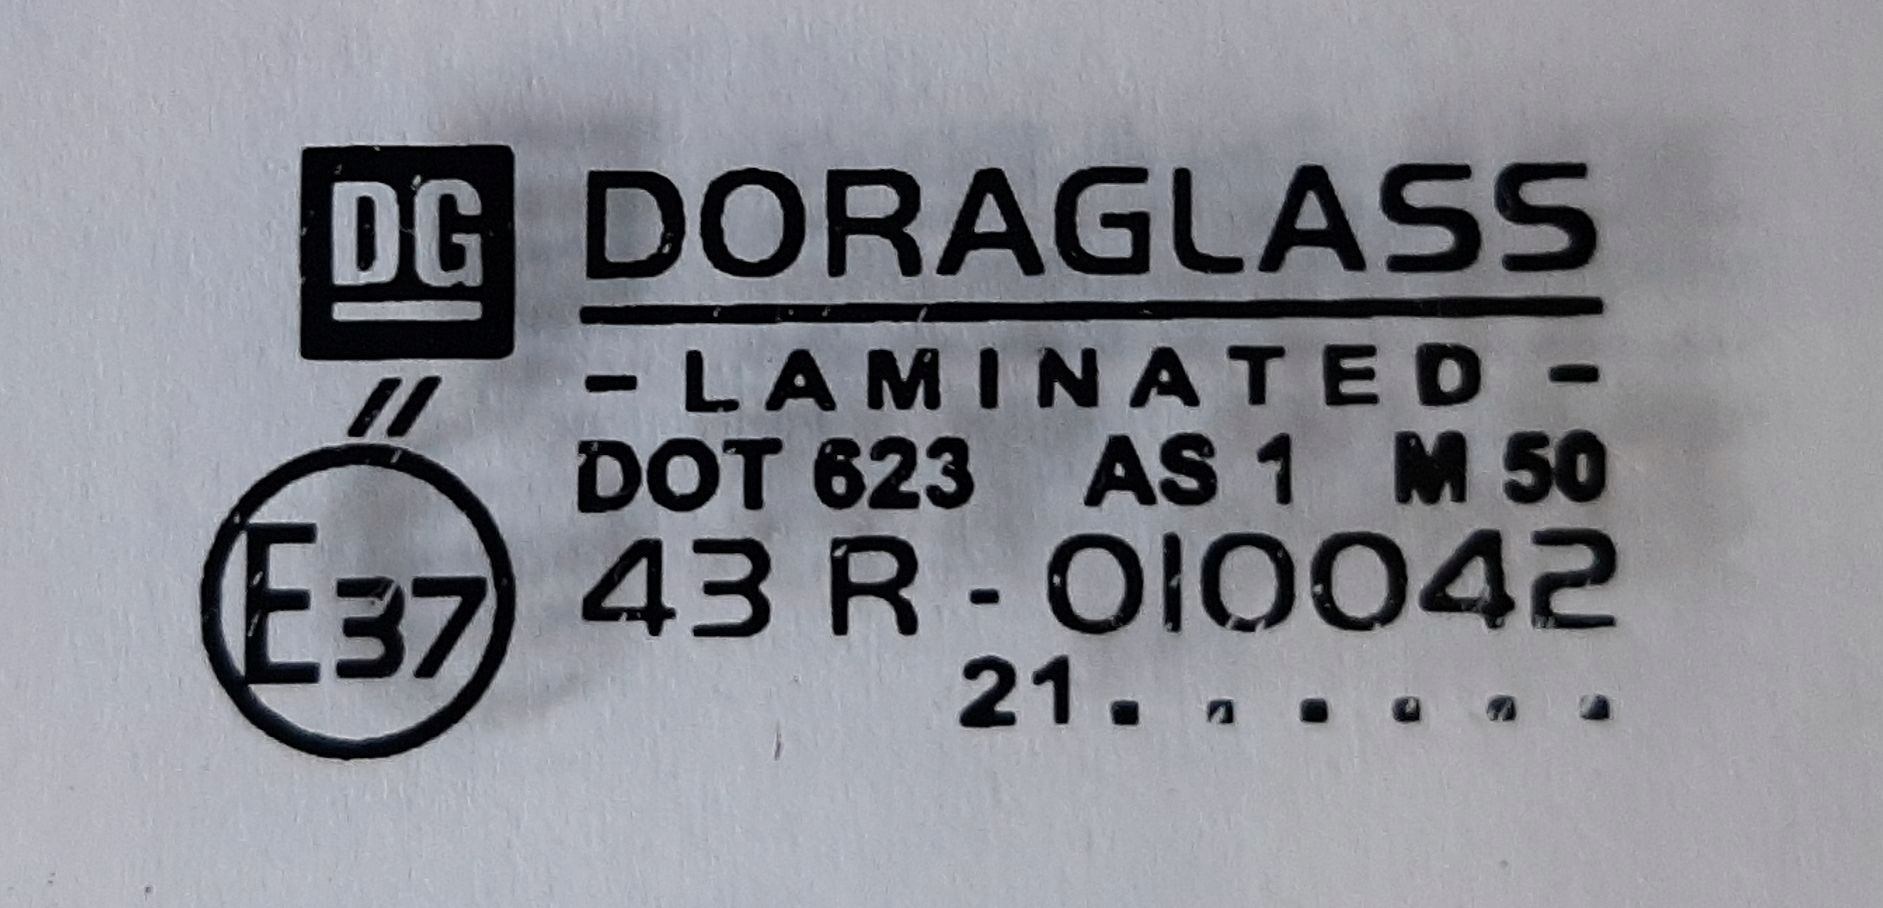 DG DORAGLASS
- LAMINATED -
// DOT 623 AS 1 M 50
E37 43 R - 010042
21. . . . . .